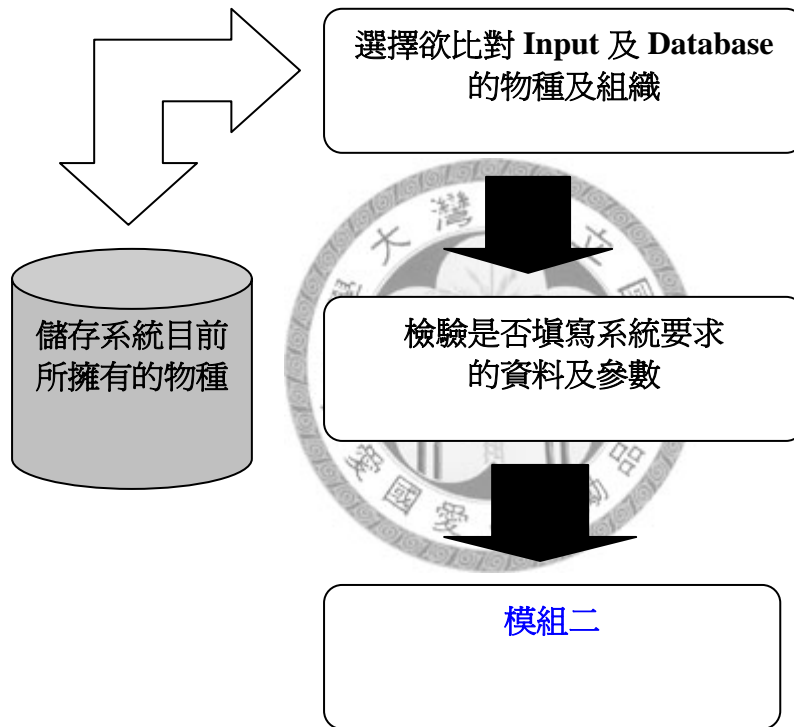 選擇欲比對 Input 及 Database
的物種及組織
儲存系統目前
所擁有的物種
檢驗是否填寫系統要求
的資料及參數
模組二